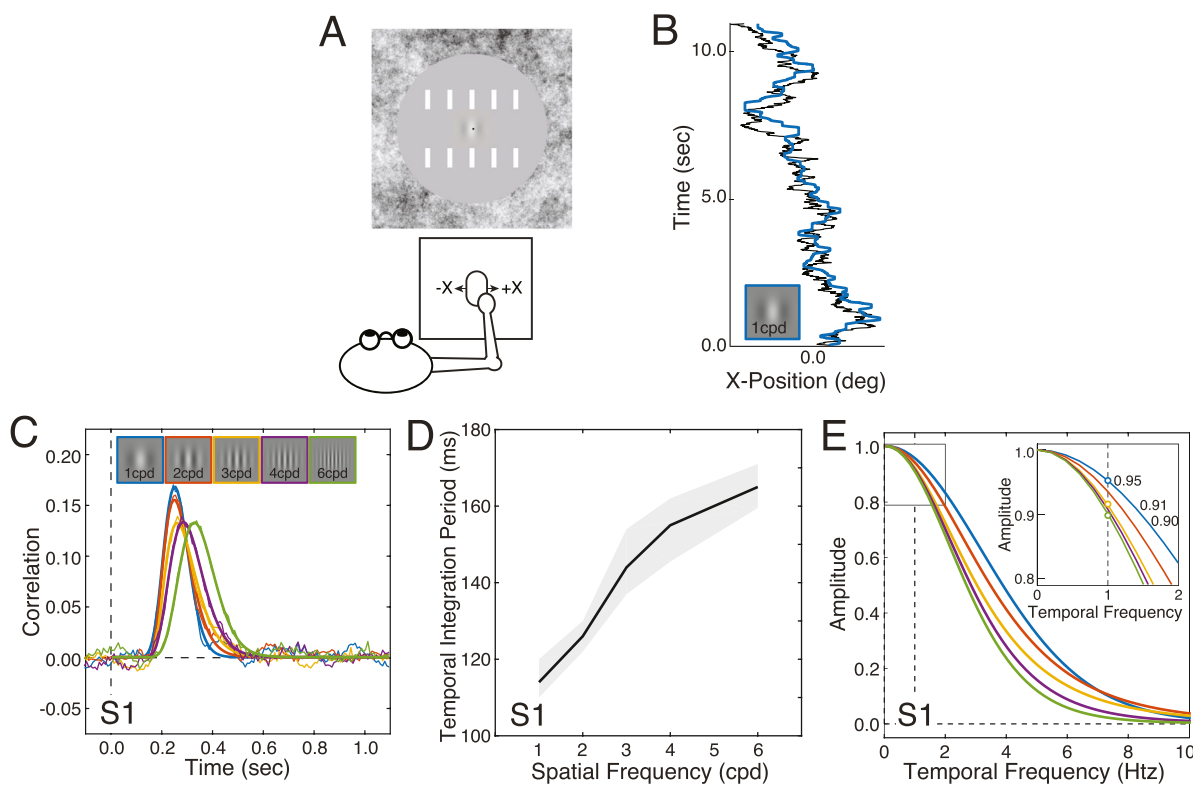 A
-X
+X
B
Time (sec)
10.0
5.0
0.0
1cpd
0.0
X-Position (deg)
C
Correlation
0.20
0.15
0.10
0.05
0.00
-0.05
1cpd
2cpd
3cpd
4cpd
6cpd
S1
0.0
0.2
0.4
0.6
0.8
1.0
Time (sec)
D
Temporal Integration Period (ms)
180
160
140
120
100
S1
1
2
3
4
5
6
Spatial Frequency (cpd)
E
Amplitude
1.0
0.8
0.6
0.4
0.2
0.0
Amplitude
1.0
0.9
0.8
0.95
0.91
0.90
0
1
2
Temporal Frequency
S1
0
2
4
6
8
10
Temporal Frequency (Htz)